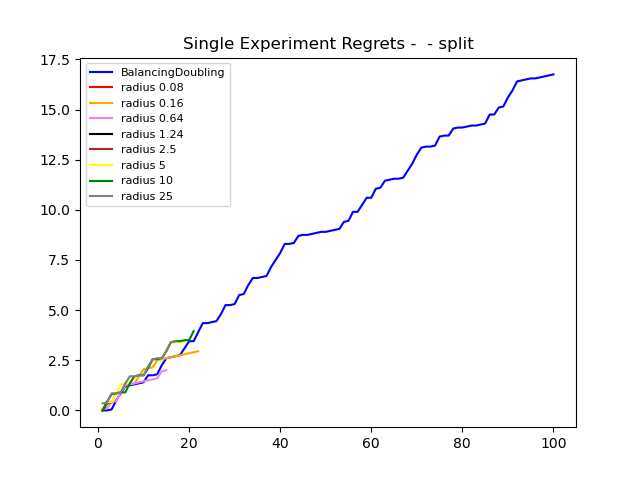 Single Experiment Regrets -  - split
17.5
15.0
12.5
10.0
7.5
5.0
2.5
0.0
BalancingDoubling
radius 0.08
radius 0.16
radius 0.64
radius 1.24
radius 2.5
radius 5
radius 10
radius 25
0 20 40 60 80 100